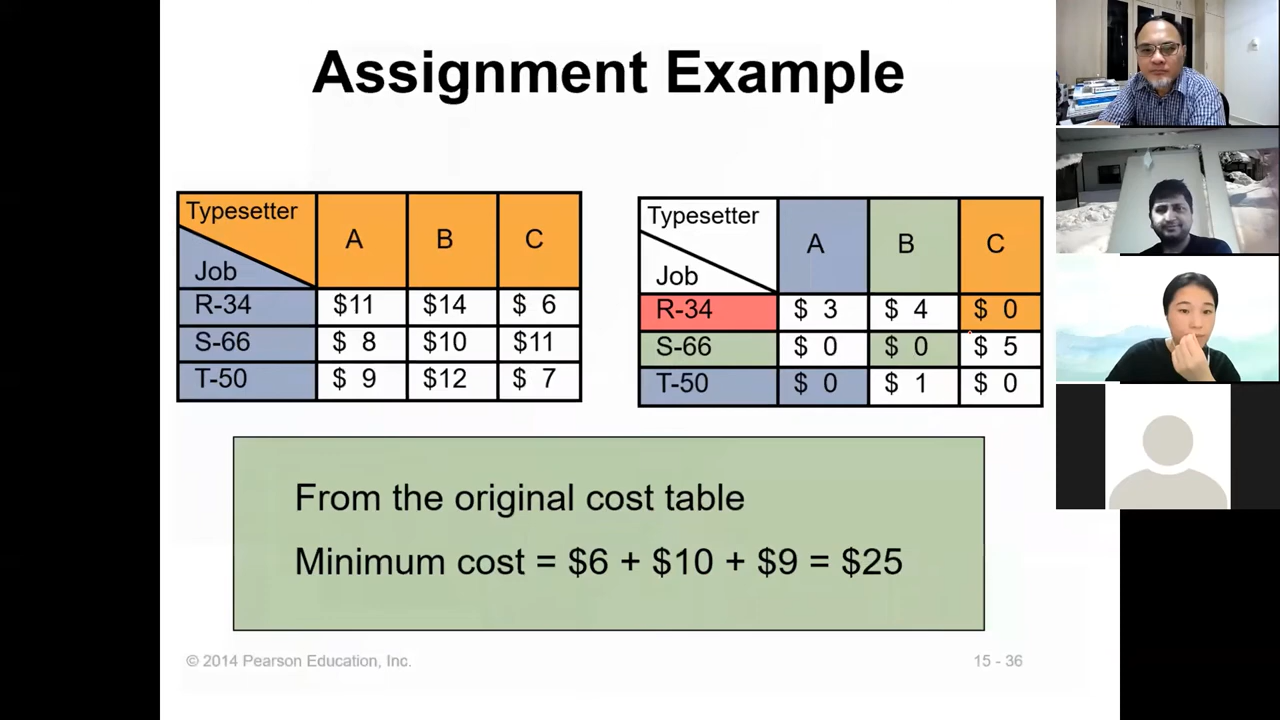 Assignment Example
Typesetter A B C
Job
R-34 $11 $14 $ 6
S-66 $ 8 $10 $11
T-50 $ 9 $12 $ 7
Typesetter A B C
Job
R-34 $ 3 $ 4 $ 0
S-66 $ 0 $ 0 $ 5
T-50 $ 0 $ 1 $ 0
From the original cost table
Minimum cost = $6 + $10 + $9 = $25
© 2014 Pearson Education, Inc.
15 - 36